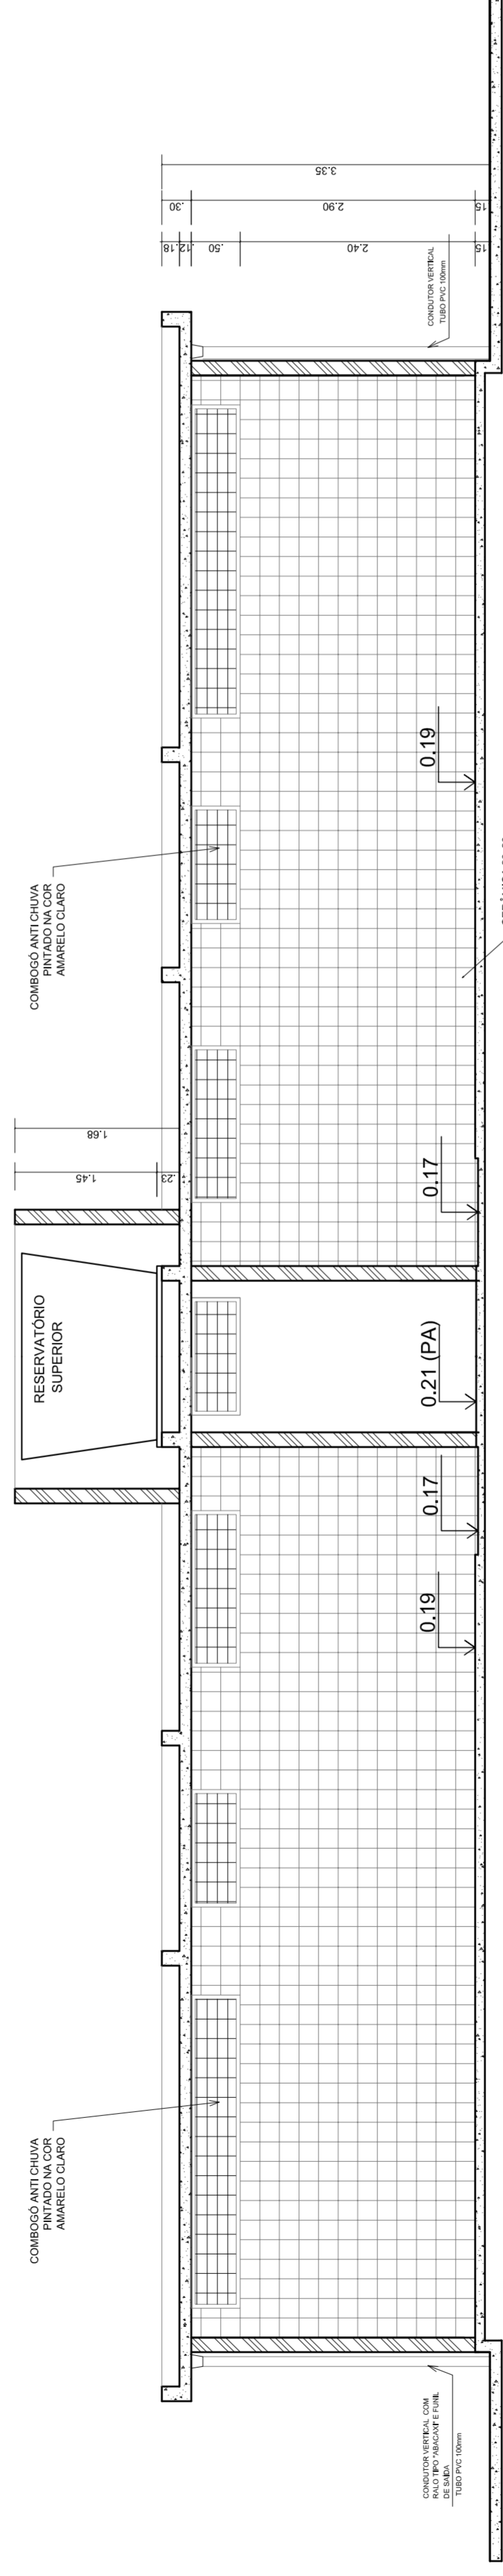 3.35
.30
2.90
.15
.18
.12
.50
2.40
.15
CONDUTOR VERTICAL
TUBO PVC 100mm
COMBOGÓ ANTI CHUVA
PINTADO NA COR
AMARELO CLARO
0.19
1.68
1.45
.23
0.17
RESERVATÓRIO
SUPERIOR
0.21 (PA)
0.17
0.19
COMBOGÓ ANTI CHUVA
PINTADO NA COR
AMARELO CLARO
CONDUTOR VERTICAL COM
RALO TIPO "ABACAXI" E FUNIL
DE SAÍDA
TUBO PVC 100mm